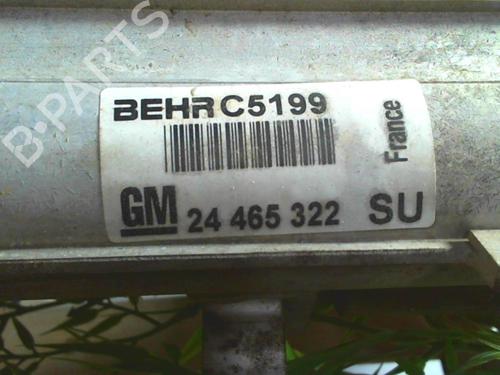 B-PARTS
BEHR C5199
France
GM 24 465 322 SU